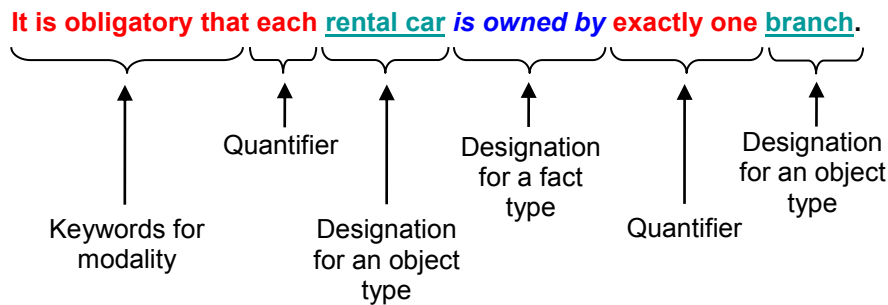 It is obligatory that each rental car is owned by exactly one branch.
Quantifier
Designation
for a fact
type
Designation
for an object
type
Keywords for
modality
Designation
for an object
type
Quantifier